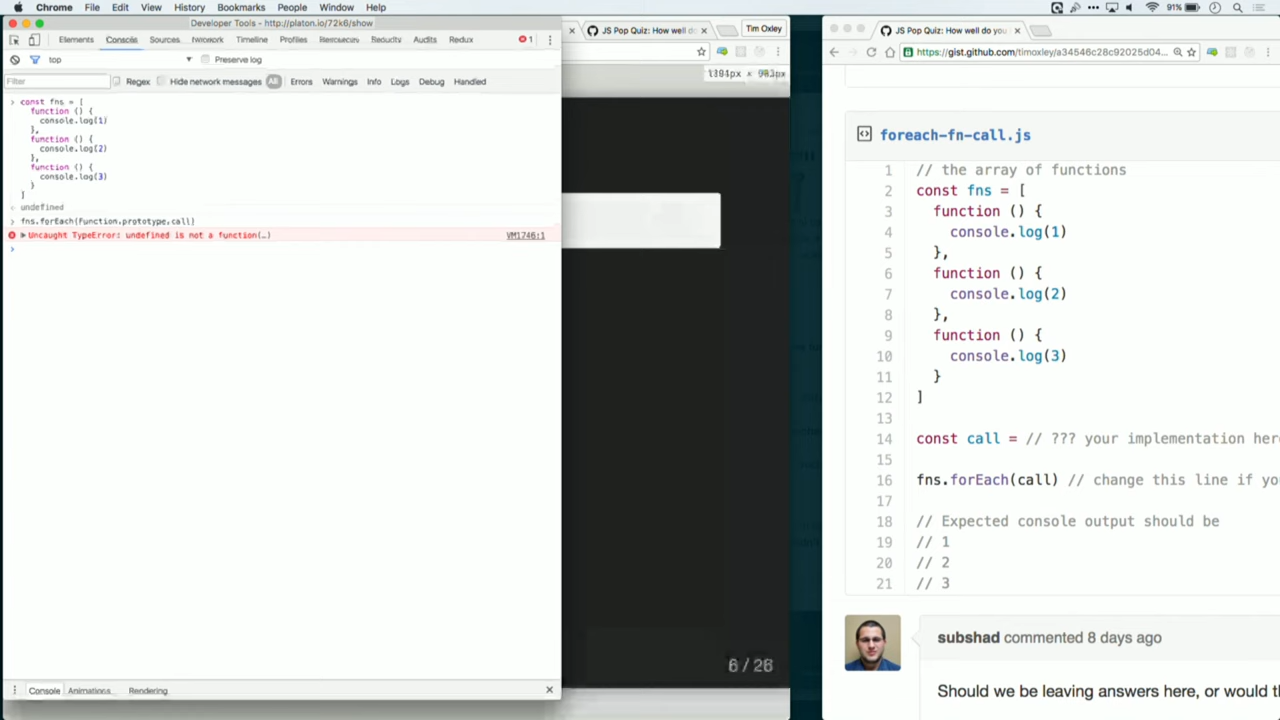 Chrome File Edit View History Bookmarks People Window Help
91%
Developer Tools - http://platon.io/72k6/show
Elements Console Sources Network Timeline Profiles Resources Security Audits Redux
1
top
Preserve log
Filter
Regex
Hide network messages
All
Errors Warnings Info Logs Debug Handled
const fns = [
function () {
console.log(1)
},
function () {
console.log(2)
},
function () {
console.log(3)
}
]
undefined
fns.forEach(Function.prototype.call)
Uncaught TypeError: undefined is not a function(…)
VM1746:1
Console Animations Rendering
JS Pop Quiz: How well do
Tim Oxley
6 / 26
JS Pop Quiz: How well do you
https://gist.github.com/timoxley/a34546c28c92025d04...
foreach-fn-call.js
1 // the array of functions
2 const fns = [
3 function () {
4 console.log(1)
5 },
6 function () {
7 console.log(2)
8 },
9 function () {
10 console.log(3)
11 }
12 ]
13
14 const call = // ??? your implementation here
15
16 fns.forEach(call) // change this line if yo
17
18 // Expected console output should be
19 // 1
20 // 2
21 // 3
subshad commented 8 days ago
Should we be leaving answers here, or would th